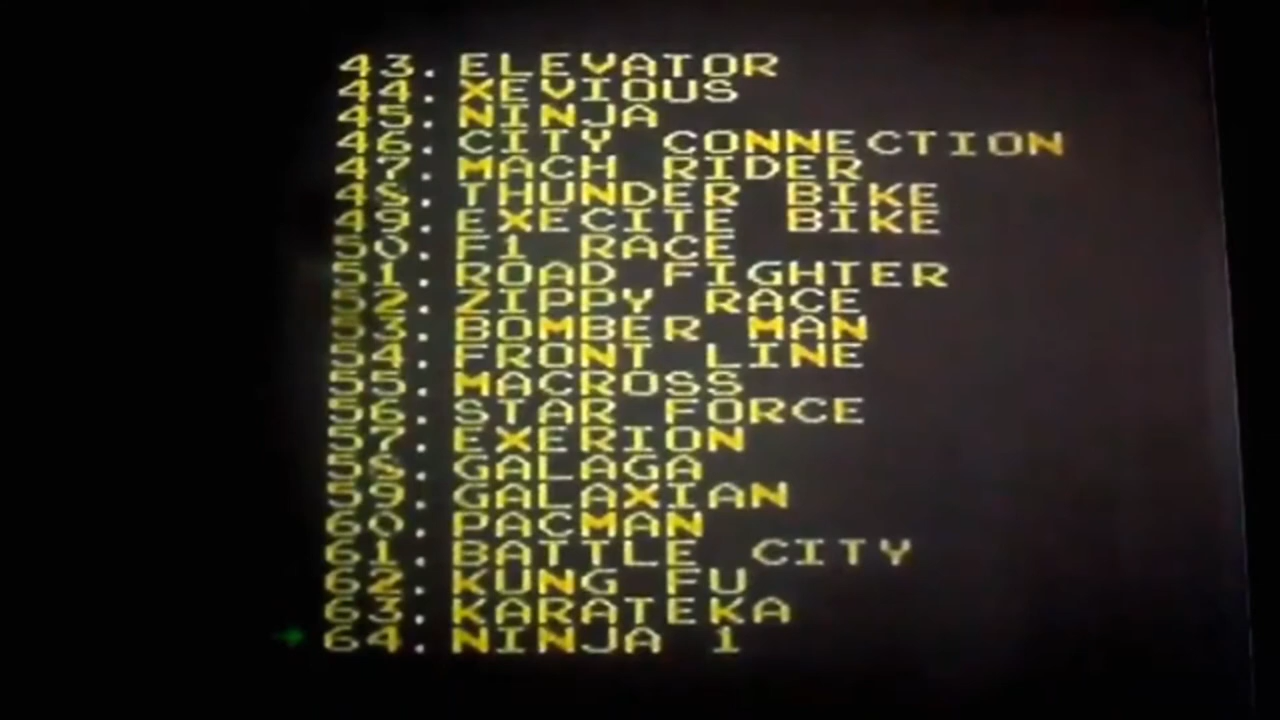 43. ELEVATOR
44. XEVIOUS
45. NINJA
46. CITY CONNECTION
47. MACH RIDER
48. THUNDER BIKE
49. EXECITE BIKE
50. F1 RACE
51. ROAD FIGHTER
52. ZIPPY RACE
53. BOMBER MAN
54. FRONT LINE
55. MACROSS
56. STAR FORCE
57. EXERION
58. GALAGA
59. GALAXIAN
60. PACMAN
61. BATTLE CITY
62. KUNG FU
63. KARATEKA
64. NINJA 1